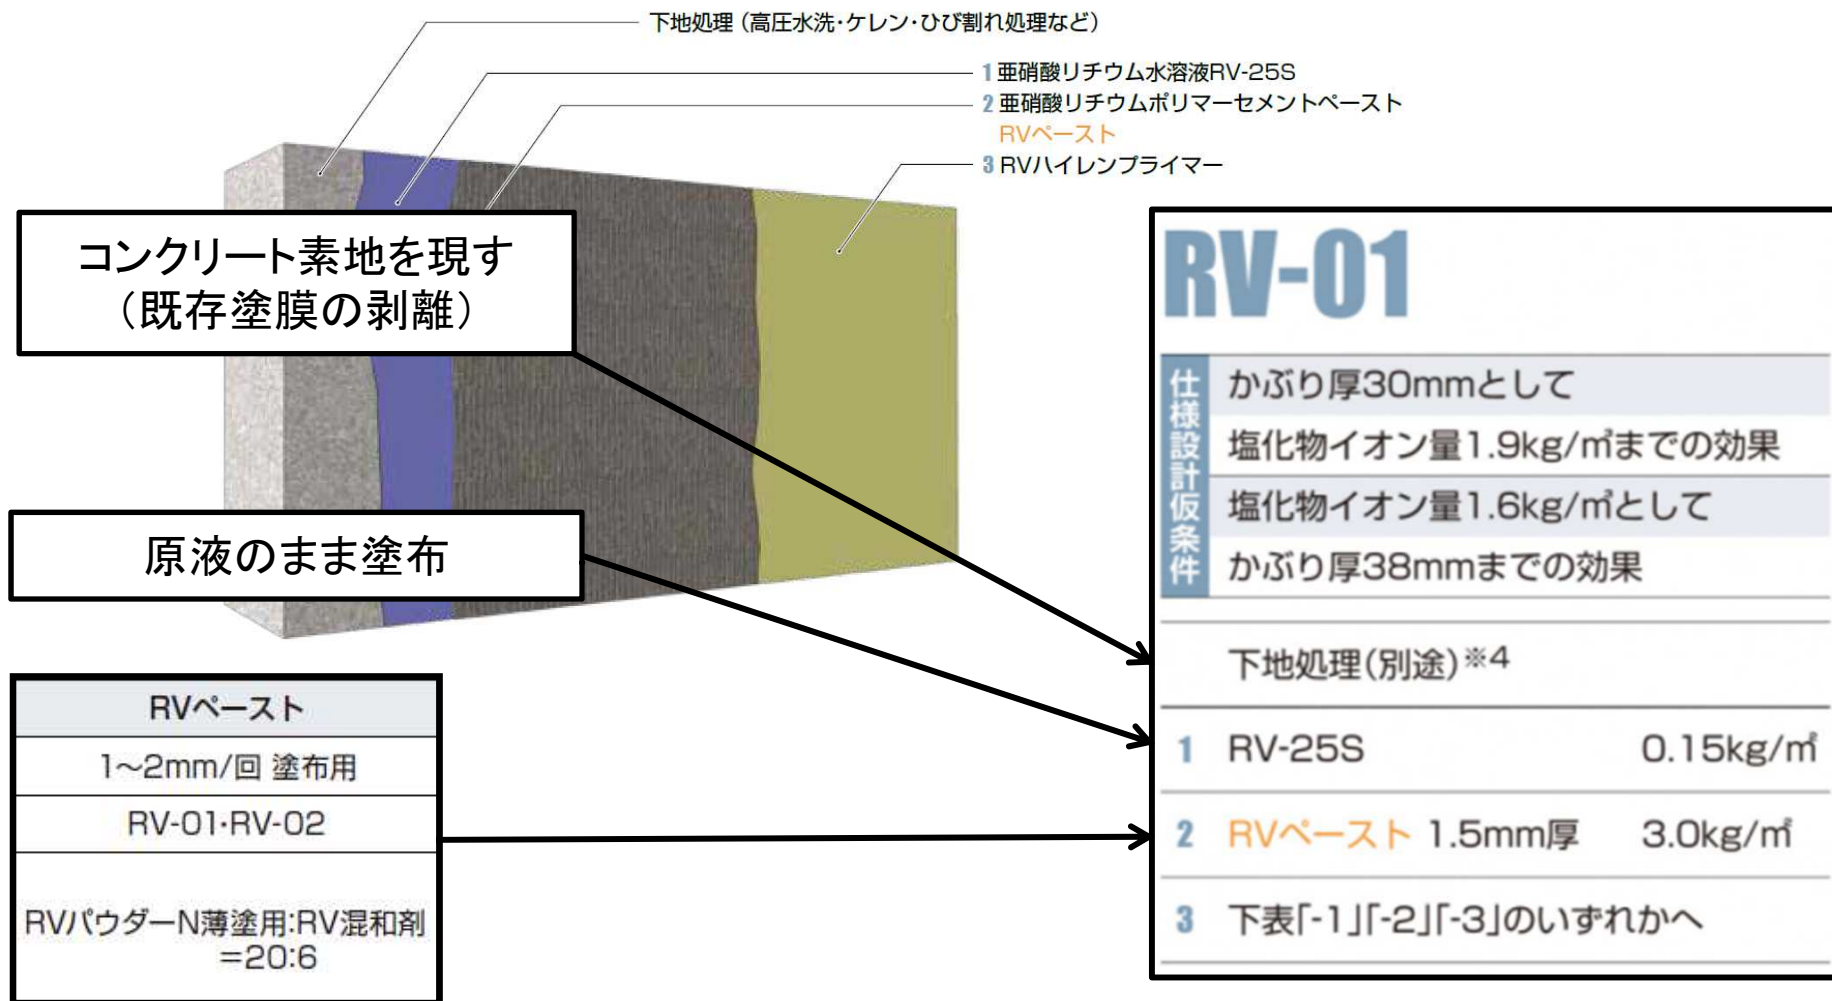 下地処理（高圧水洗・ケレン・ひび割れ処理など）
1 亜硝酸リチウム水溶液RV-25S
2 亜硝酸リチウムポリマーセメントペースト
RVペースト
3 RVハイレンプライマー
コンクリート素地を現す
（既存塗膜の剥離）
原液のまま塗布
RVペースト
1〜2mm/回 塗布用
RV-01・RV-02
RVパウダーN薄塗用:RV混和剤
=20:6
RV-01
仕様設計仮条件
かぶり厚30mmとして
塩化物イオン量1.9kg/㎥までの効果
塩化物イオン量1.6kg/㎥として
かぶり厚38mmまでの効果
下地処理(別途)※4
1 RV-25S 0.15kg/㎡
2 RVペースト 1.5mm厚 3.0kg/㎡
3 下表｢-1｣｢-2｣｢-3｣のいずれかへ